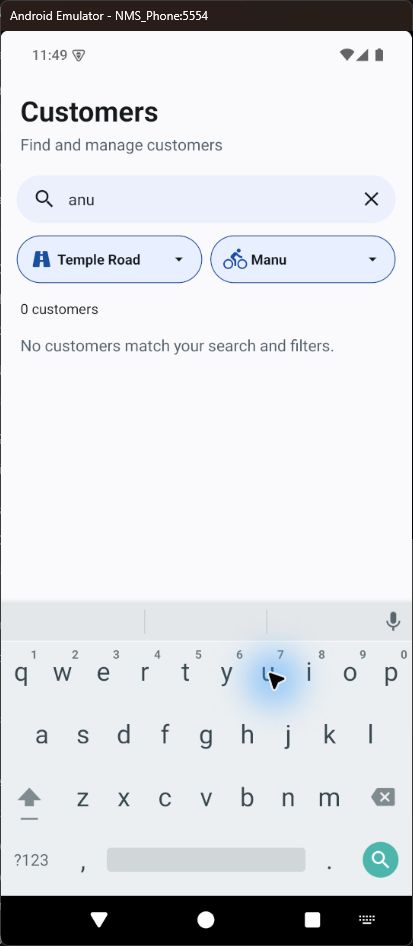 Android Emulator - NMS_Phone:5554
11:49
Customers
Find and manage customers
anu
Temple Road Manu
0 customers
No customers match your search and filters.
1 2 3 4 5 6 7 8 9 0
q w e r t y u i o p
a s d f g h j k l
z x c v b n m
?123 , .